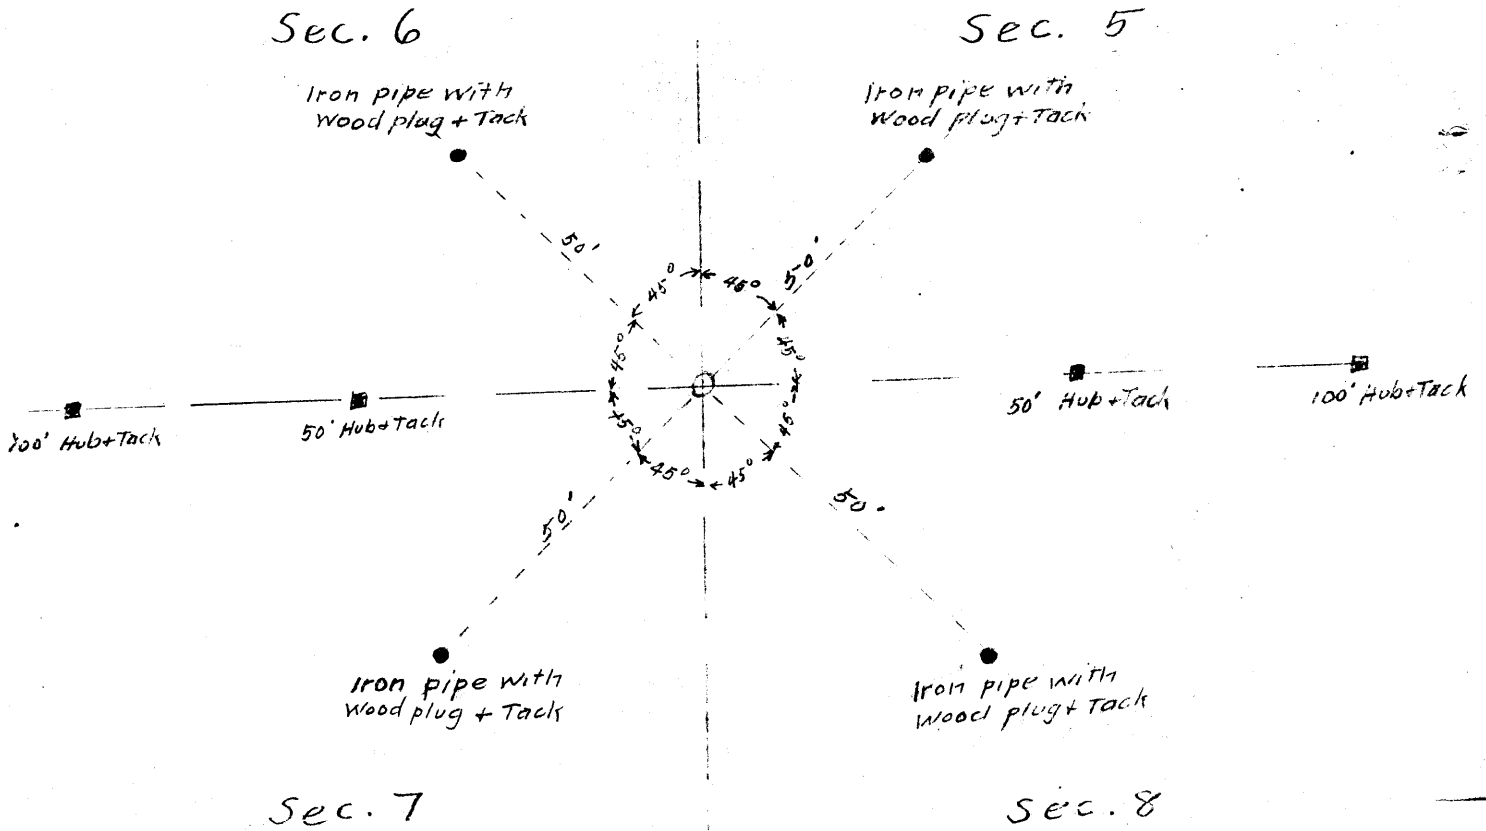 Sec. 6
Sec. 5
Iron pipe with
Wood plug + Tack
Iron pipe with
Wood plug + Tack
50'
50'
45°
45°
45°
45°
100' Hub+Tack
50' Hub+Tack
50' Hub+Tack
100' Hub+Tack
45°
45°
45°
45°
50'
50'
Iron pipe with
Wood plug + Tack
Iron pipe with
Wood plug + Tack
Sec. 7
Sec. 8